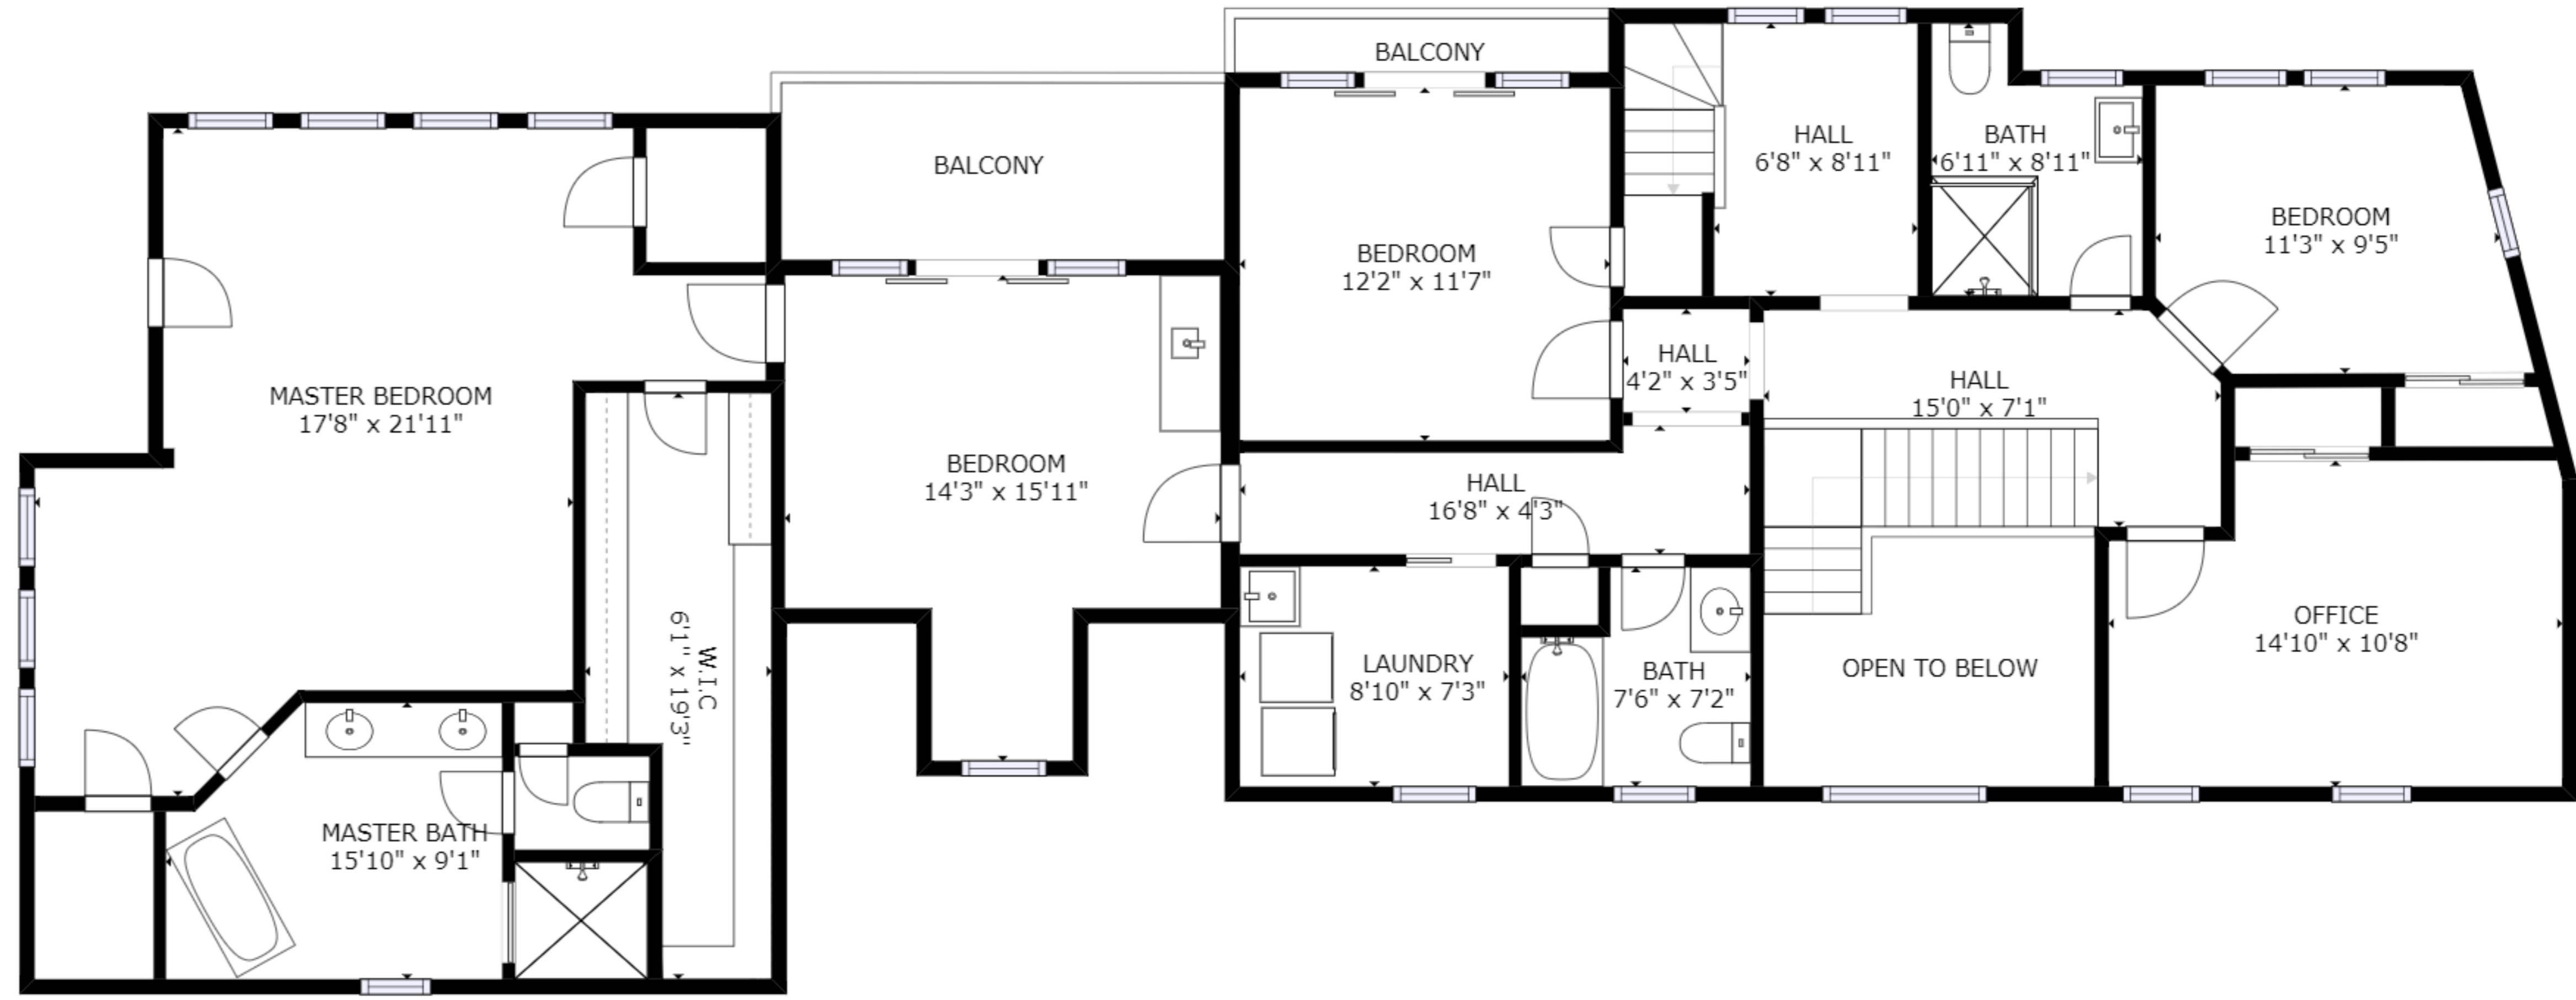 BALCONY
BALCONY
HALL
6'8" x 8'11"
BATH
6'11" x 8'11"
BEDROOM
11'3" x 9'5"
BEDROOM
12'2" x 11'7"
HALL
4'2" x 3'5"
HALL
15'0" x 7'1"
MASTER BEDROOM
17'8" x 21'11"
BEDROOM
14'3" x 15'11"
HALL
16'8" x 4'3"
W.I.C
6'1" x 19'3"
LAUNDRY
8'10" x 7'3"
BATH
7'6" x 7'2"
OPEN TO BELOW
OFFICE
14'10" x 10'8"
MASTER BATH
15'10" x 9'1"